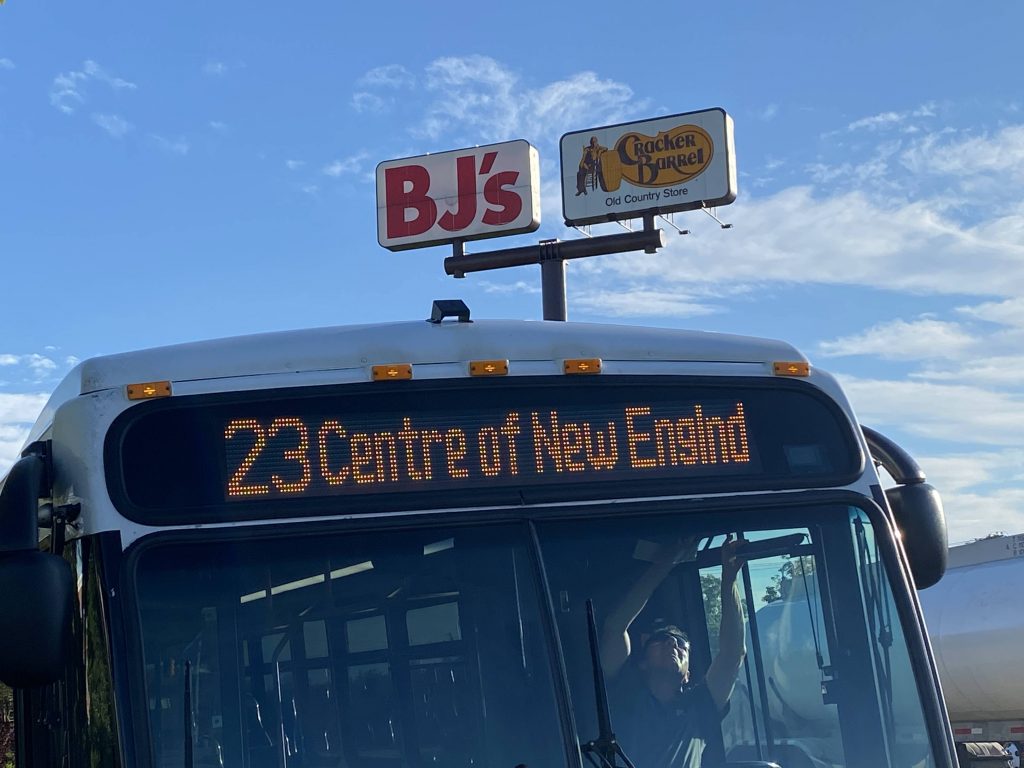 BJ's
Cracker
Barrel
Old Country Store
23 Centre of New Englnd